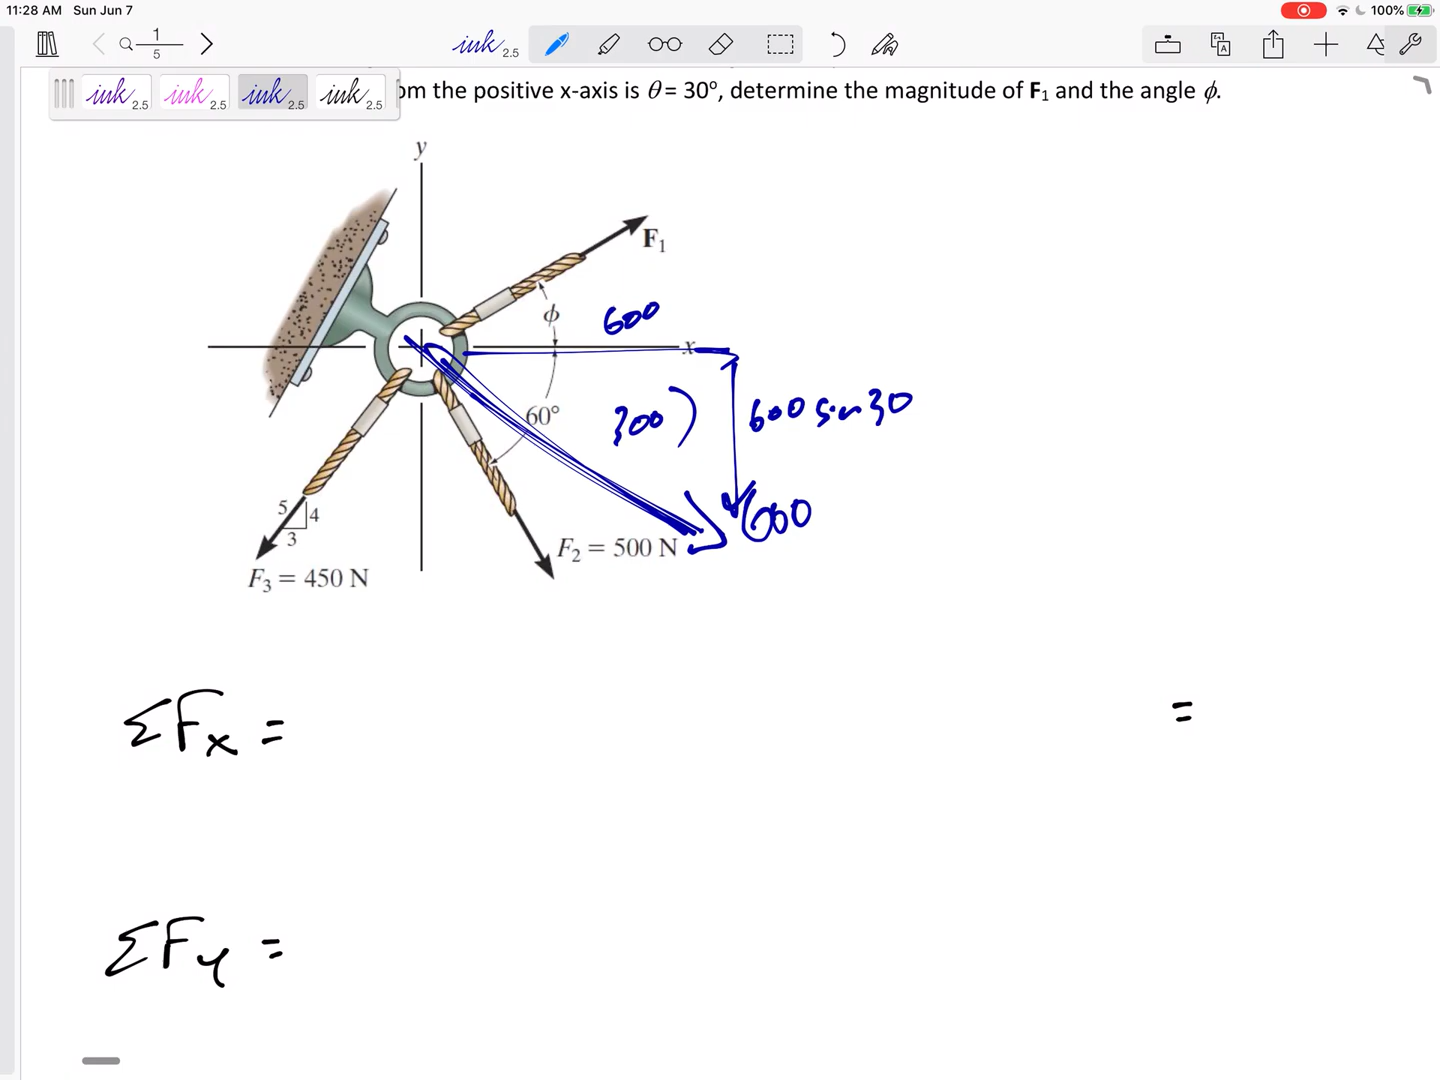 11:28 AM Sun Jun 7
100%
1
5
ink 2.5
ink 2.5
ink 2.5
ink 2.5
ink 2.5
om the positive x-axis is θ = 30°, determine the magnitude of F₁ and the angle ϕ.
y
F₁
ϕ
600
x
60°
300)
600 sin 30
600
5
4
3
F₂ = 500 N
F₃ = 450 N
ΣFx =
=
ΣFy =